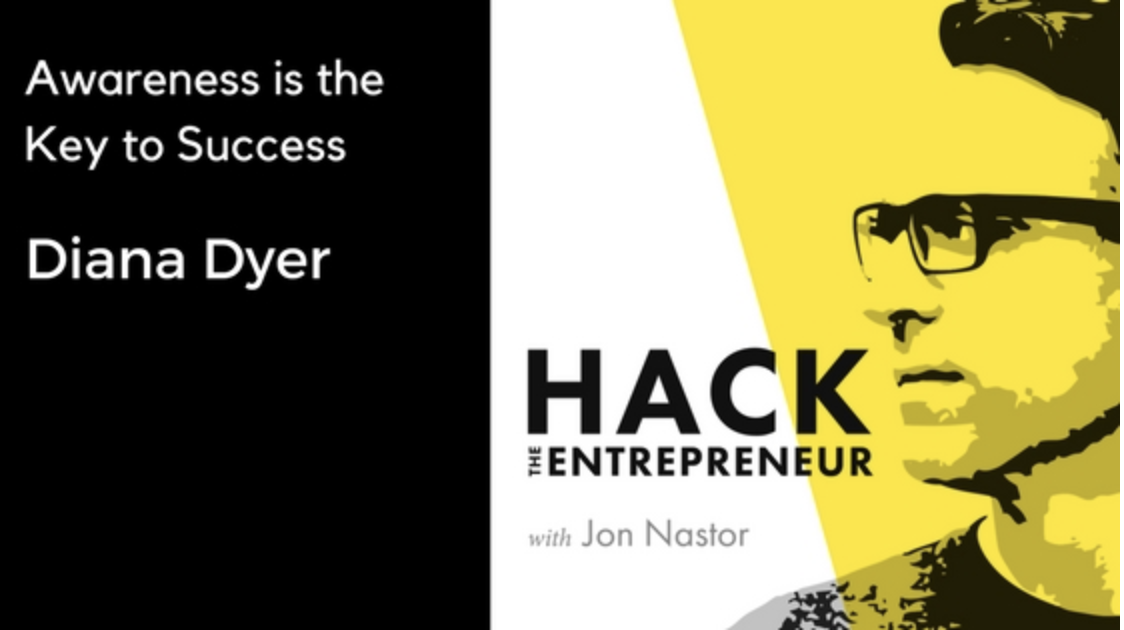 Awareness is the
Key to Success
Diana Dyer
HACK
THE ENTREPRENEUR
with Jon Nastor